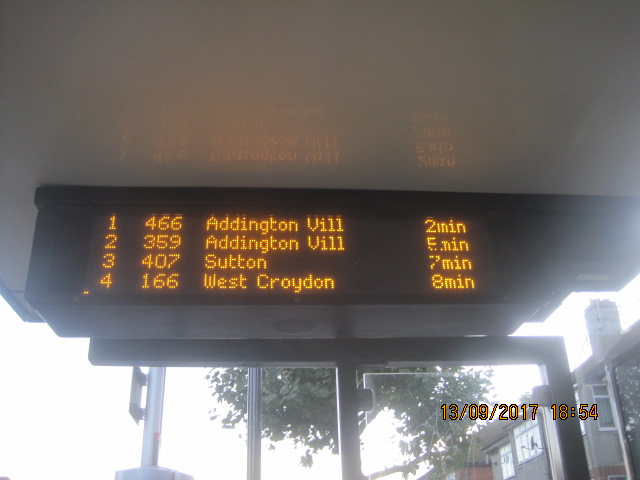 1 466 Addington Vill 2min
2 359 Addington Vill 5min
3 407 Sutton 7min
4 166 West Croydon 8min
13/09/2017 18:54